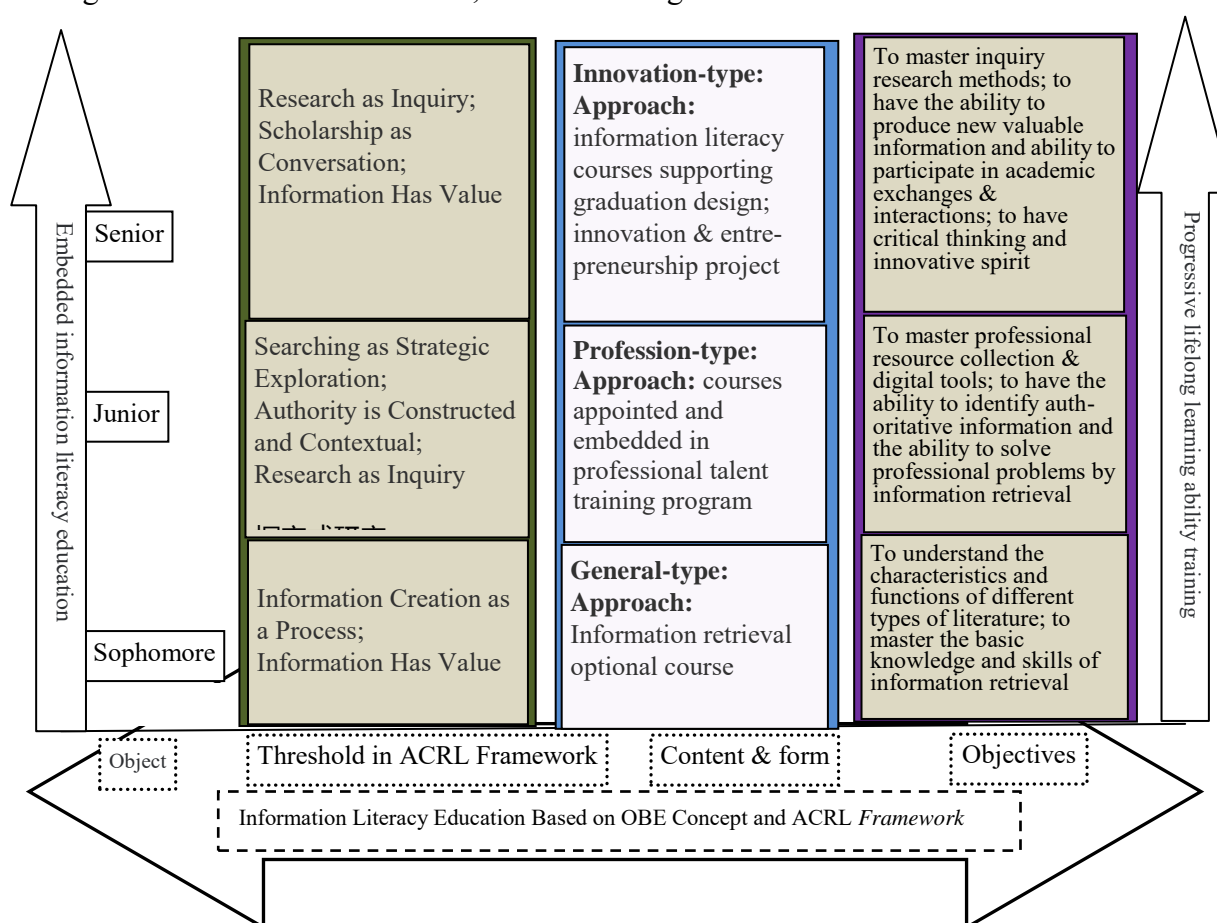 Embedded information literacy education
Senior
Junior
Sophomore
Research as Inquiry;
Scholarship as
Conversation;
Information Has Value
Searching as Strategic
Exploration;
Authority is Constructed
and Contextual;
Research as Inquiry
Information Creation as
a Process;
Information Has Value
Innovation-type:
Approach:
information literacy
courses supporting
graduation design;
innovation & entre-
preneurship project
Profession-type:
Approach: courses
appointed and
embedded in
professional talent
training program
General-type:
Approach:
Information retrieval
optional course
To master inquiry
research methods; to
have the ability to
produce new valuable
information and ability to
participate in academic
exchanges &
interactions; to have
critical thinking and
innovative spirit
To master professional
resource collection &
digital tools; to have the
ability to identify auth-
oritative information and
the ability to solve
professional problems by
information retrieval
To understand the
characteristics and
functions of different
types of literature; to
master the basic
knowledge and skills of
information retrieval
Progressive lifelong learning ability training
Object
Threshold in ACRL Framework
Content & form
Objectives
Information Literacy Education Based on OBE Concept and ACRL Framework